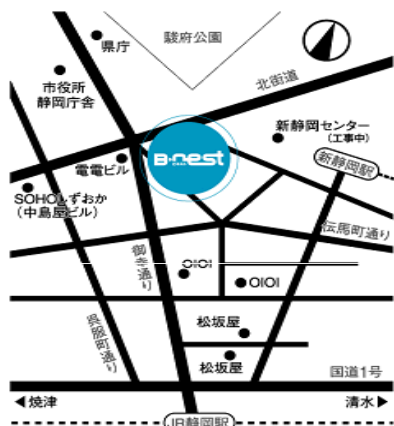 駿府公園
県庁
北街道
市役所
静岡庁舎
新静岡センター
(工事中)
B-nest
電電ビル
新静岡駅
SOHOしずおか
(中島屋ビル)
伝馬町通り
御幸通り
OIOI
OIOI
呉服町通り
松坂屋
松坂屋
国道1号
◀焼津
清水▶
JR静岡駅